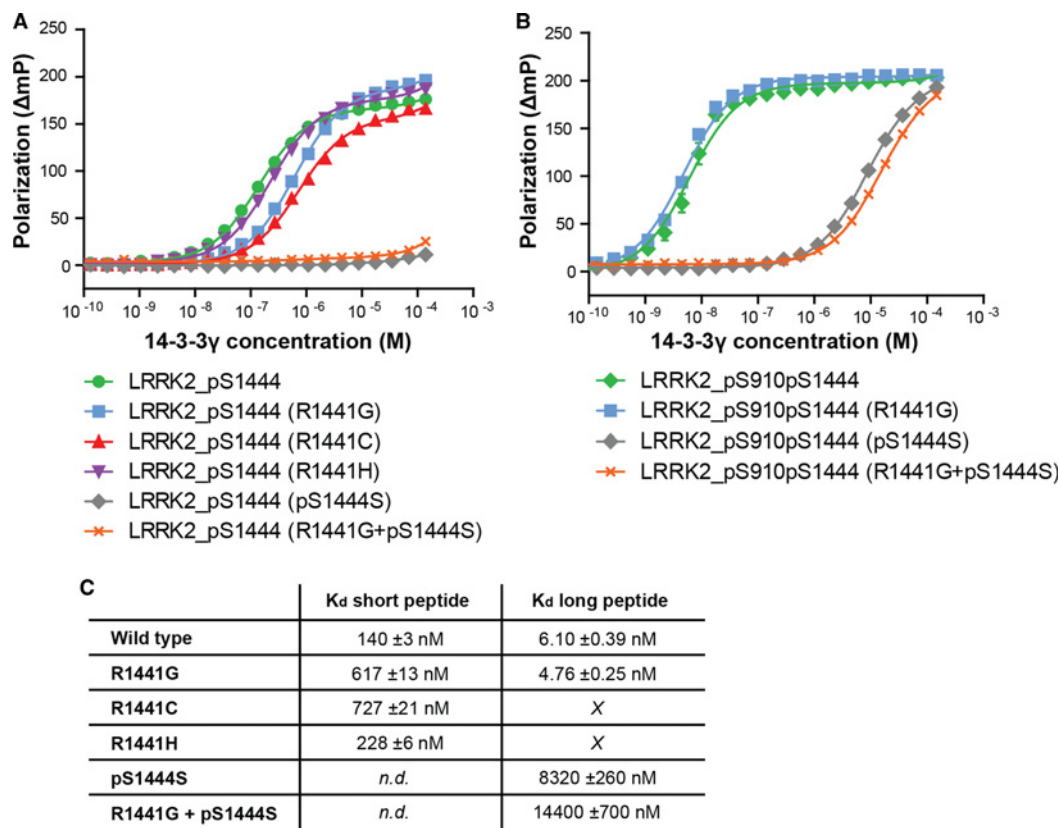 A
B
250
200
150
100
50
0
Polarization (ΔmP)
10⁻¹⁰ 10⁻⁹ 10⁻⁸ 10⁻⁷ 10⁻⁶ 10⁻⁵ 10⁻⁴ 10⁻³
14-3-3γ concentration (M)
250
200
150
100
50
0
Polarization (ΔmP)
10⁻¹⁰ 10⁻⁹ 10⁻⁸ 10⁻⁷ 10⁻⁶ 10⁻⁵ 10⁻⁴ 10⁻³
14-3-3γ concentration (M)
LRRK2_pS1444
LRRK2_pS1444 (R1441G)
LRRK2_pS1444 (R1441C)
LRRK2_pS1444 (R1441H)
LRRK2_pS1444 (pS1444S)
LRRK2_pS1444 (R1441G+pS1444S)
LRRK2_pS910pS1444
LRRK2_pS910pS1444 (R1441G)
LRRK2_pS910pS1444 (pS1444S)
LRRK2_pS910pS1444 (R1441G+pS1444S)
C
Kd short peptide Kd long peptide
Wild type 140 ±3 nM 6.10 ±0.39 nM
R1441G 617 ±13 nM 4.76 ±0.25 nM
R1441C 727 ±21 nM X
R1441H 228 ±6 nM X
pS1444S n.d. 8320 ±260 nM
R1441G + pS1444S n.d. 14400 ±700 nM